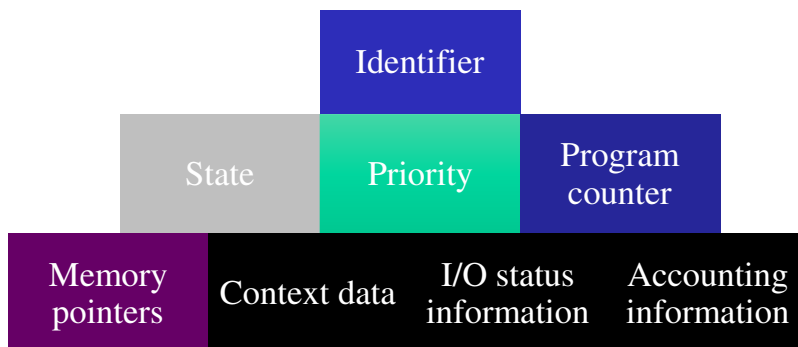 Identifier
State
Priority
Program
counter
Memory
pointers
Context data
I/O status
information
Accounting
information